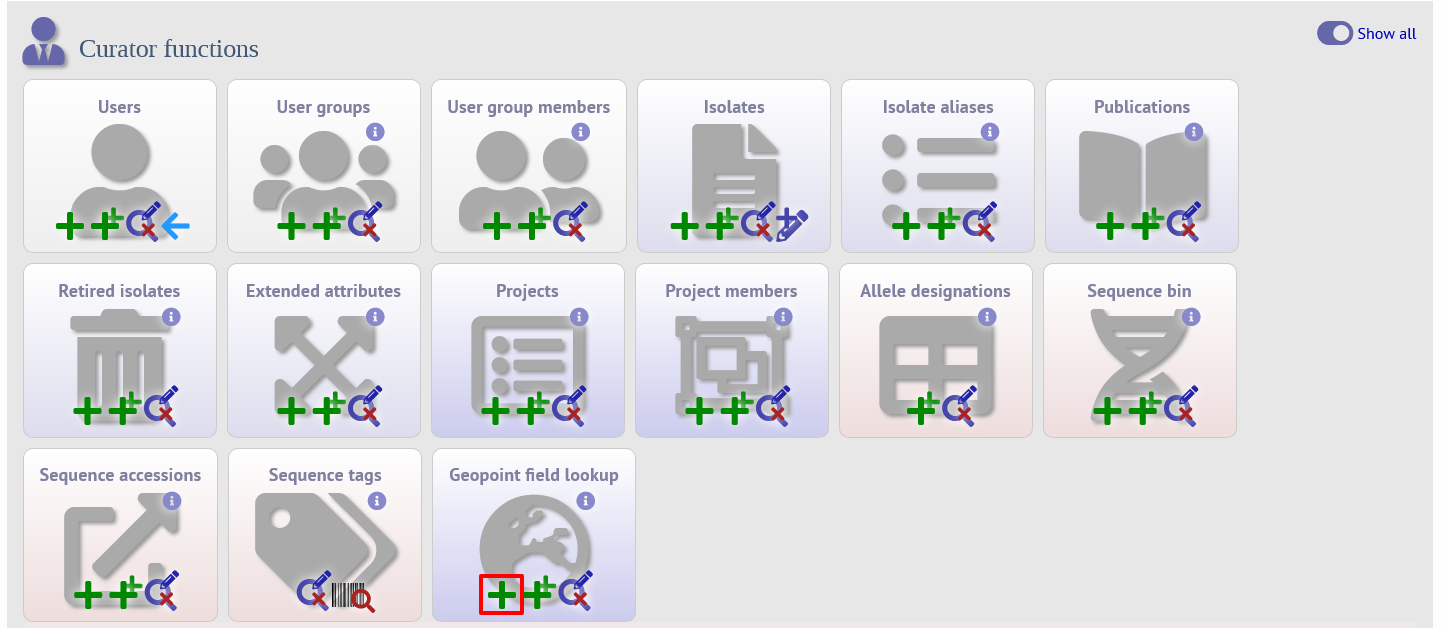 Curator functions
Show all
Users
User groups
User group members
Isolates
Isolate aliases
Publications
Retired isolates
Extended attributes
Projects
Project members
Allele designations
Sequence bin
Sequence accessions
Sequence tags
Geopoint field lookup